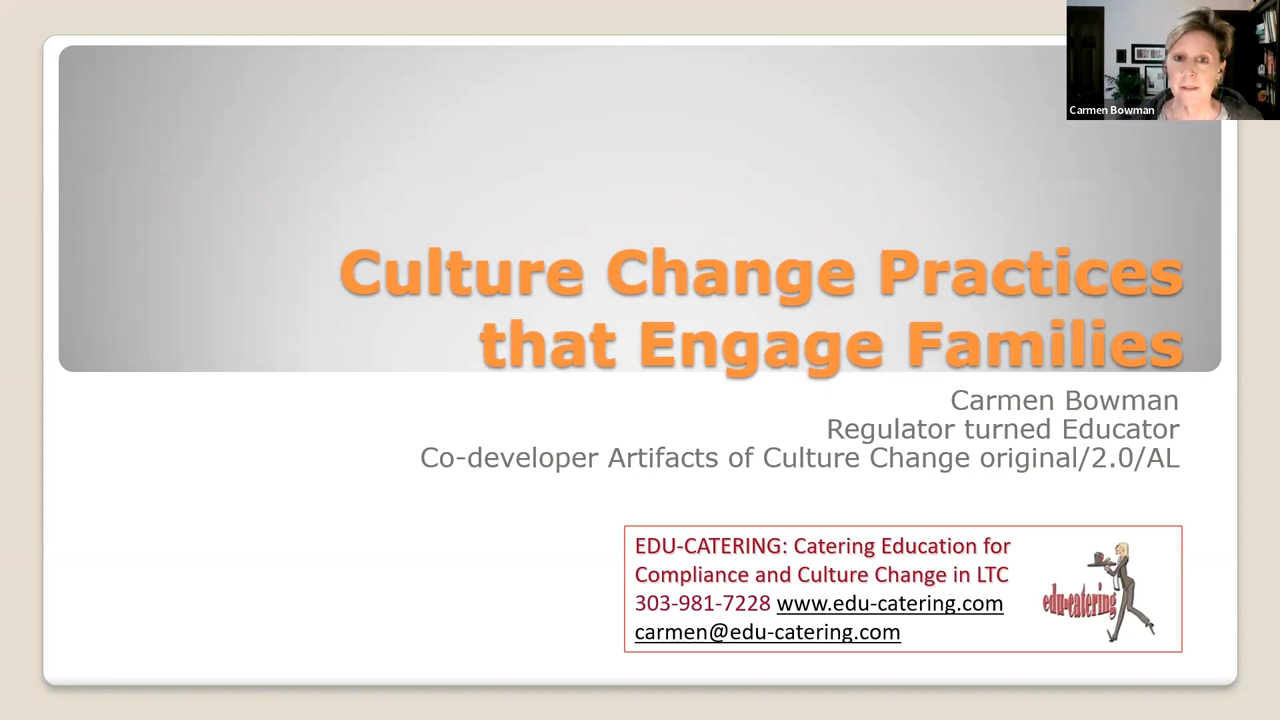 Carmen Bowman
Culture Change Practices
that Engage Families
Carmen Bowman
Regulator turned Educator
Co-developer Artifacts of Culture Change original/2.0/AL
EDU-CATERING: Catering Education for
Compliance and Culture Change in LTC
303-981-7228 www.edu-catering.com
carmen@edu-catering.com
edu-catering